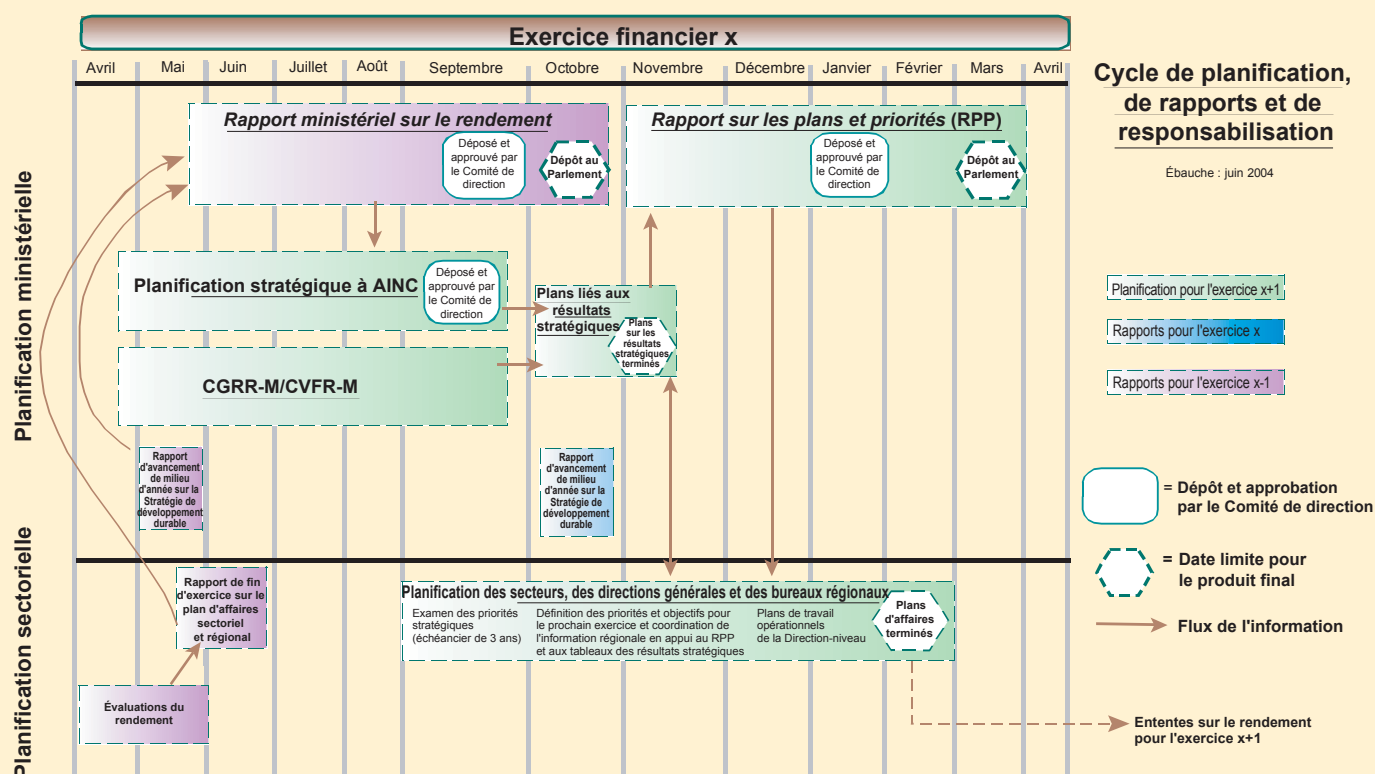 Exercice financier x
Avril Mai Juin Juillet Août Septembre Octobre Novembre Décembre Janvier Février Mars Avril
Cycle de planification,
de rapports et de
responsabilisation
Ébauche : juin 2004
Planification ministérielle
Rapport ministériel sur le rendement
Déposé et
approuvé par
le Comité de
direction
Dépôt au
Parlement
Rapport sur les plans et priorités (RPP)
Déposé et
approuvé par
le Comité de
direction
Dépôt au
Parlement
Planification stratégique à AINC
Déposé et
approuvé par
le Comité de
direction
Plans liés aux
résultats
stratégiques
Plans
sur les
résultats
stratégiques
terminés
CGRR-M/CVFR-M
Rapport
d'avancement
de milieu
d'année sur la
Stratégie de
développement
durable
Rapport
d'avancement
de milieu
d'année sur la
Stratégie de
développement
durable
Planification sectorielle
Rapport de fin
d'exercice sur le
plan d'affaires
sectoriel
et régional
Évaluations du
rendement
Planification des secteurs, des directions générales et des bureaux régionaux
Examen des priorités
stratégiques
(échéancier de 3 ans)
Définition des priorités et objectifs pour
le prochain exercice et coordination de
l'information régionale en appui au RPP
et aux tableaux des résultats stratégiques
Plans de travail
opérationnels
de la Direction-niveau
Plans
d'affaires
terminés
Planification pour l'exercice x+1
Rapports pour l'exercice x
Rapports pour l'exercice x-1
= Dépôt et approbation
par le Comité de direction
= Date limite pour
le produit final
Flux de l'information
Ententes sur le rendement
pour l'exercice x+1